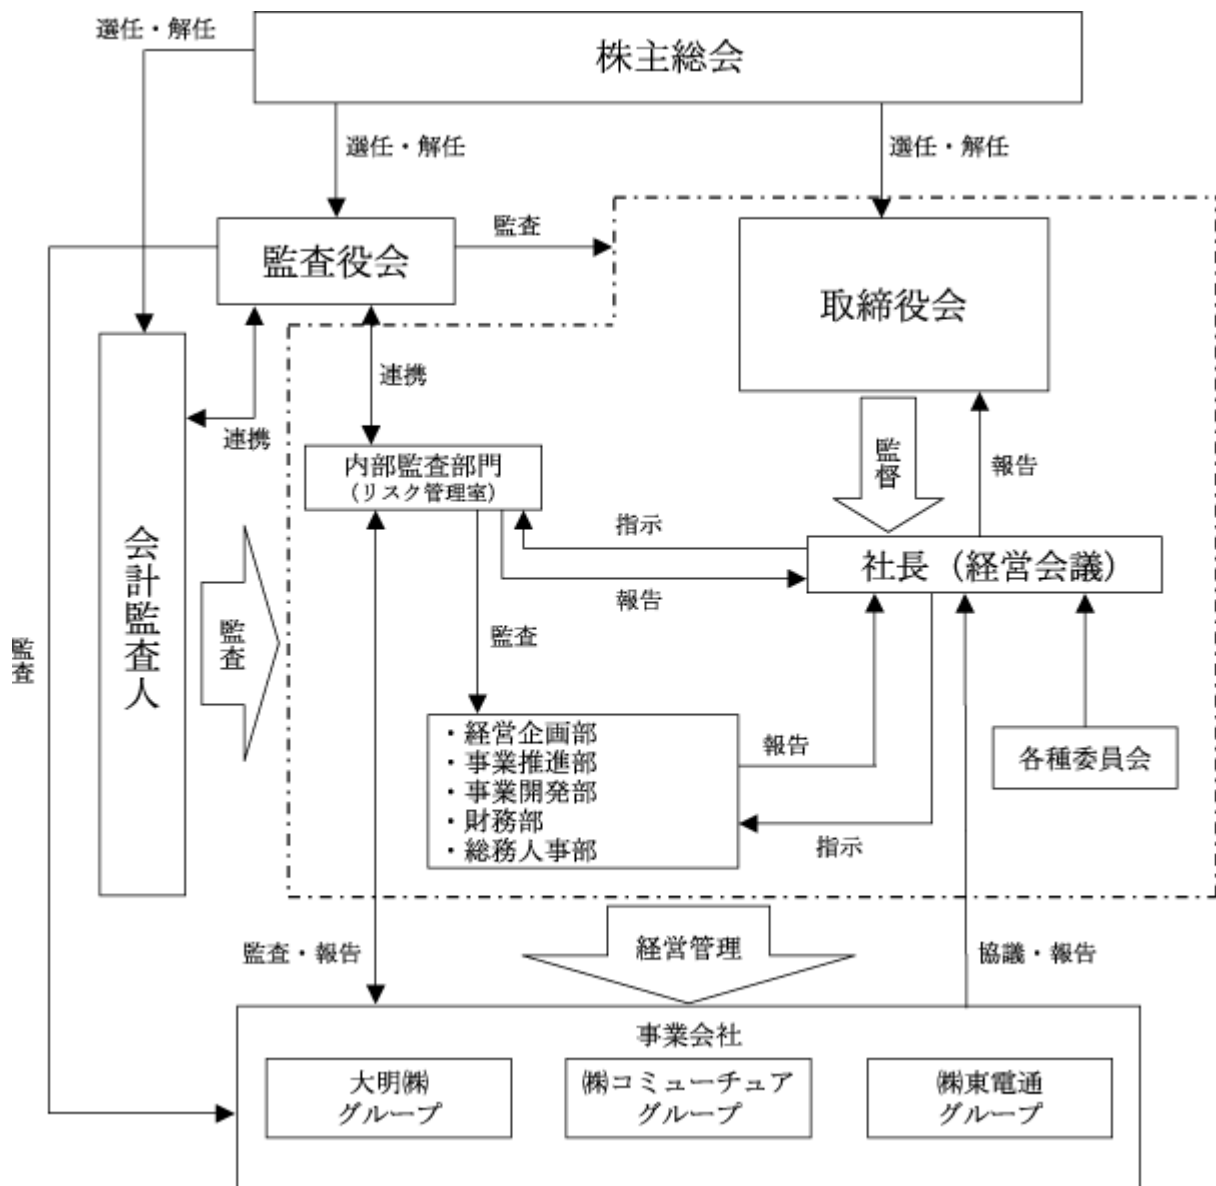 選任・解任
株主総会
選任・解任
選任・解任
監査役会
監査
取締役会
連携
連携
監督
報告
内部監査部門
（リスク管理室）
指示
社長（経営会議）
報告
会計監査人
監査
監査
監査
・経営企画部
・事業推進部
・事業開発部
・財務部
・総務人事部
報告
各種委員会
指示
監査・報告
経営管理
協議・報告
事業会社
大明㈱
グループ
㈱コミューチュア
グループ
㈱東電通
グループ